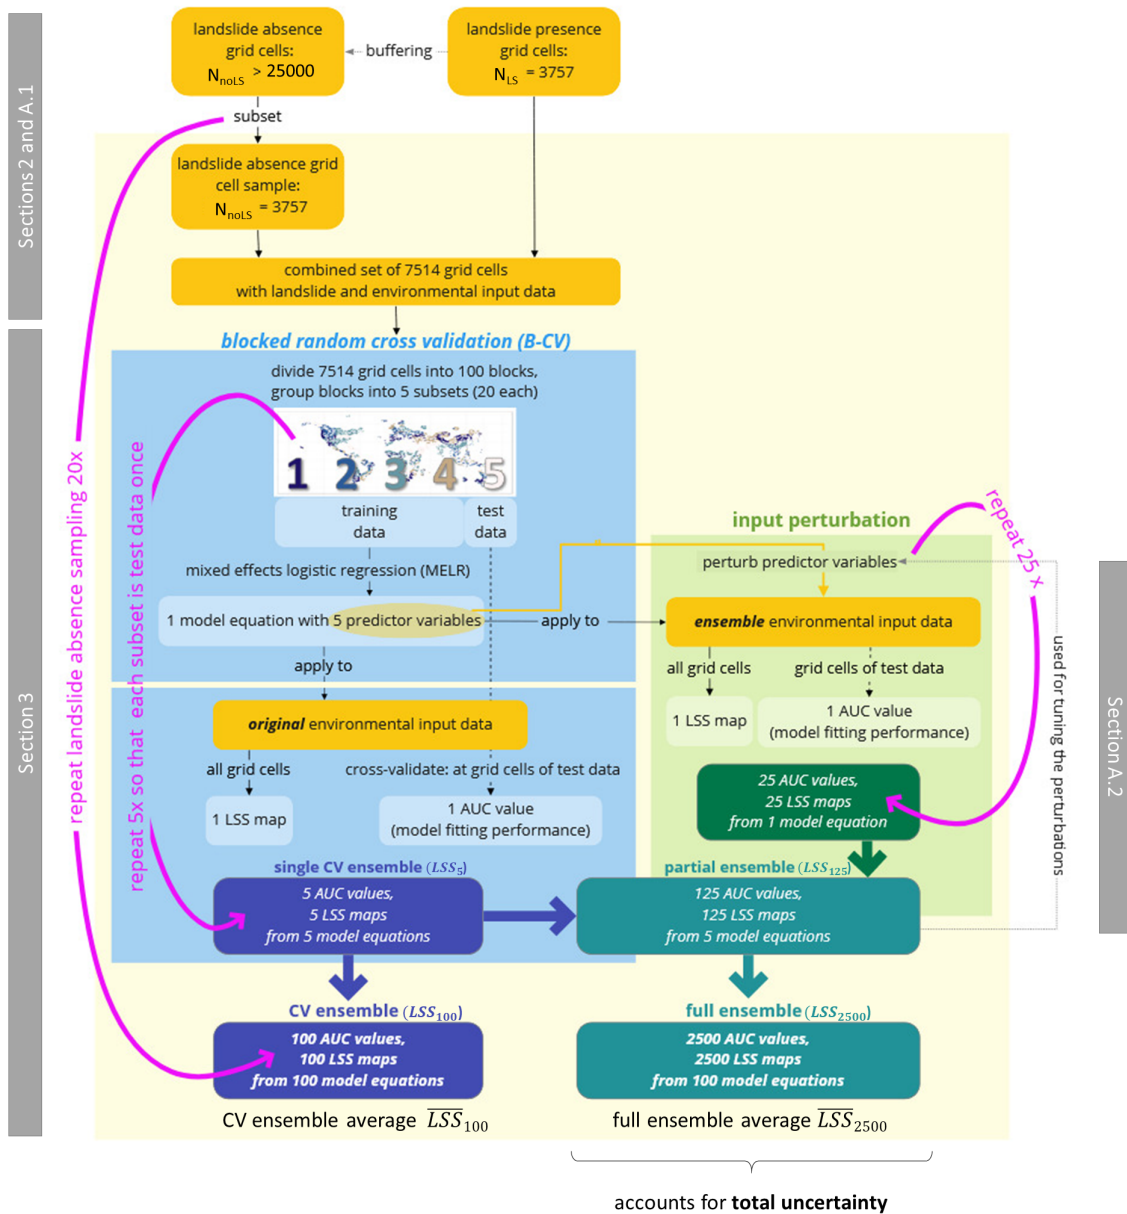 landslide absence
grid cells:
NnoLS > 25000
buffering
landslide presence
grid cells:
NLS = 3757
subset
landslide absence grid
cell sample:
NnoLS = 3757
combined set of 7514 grid cells
with landslide and environmental input data
Sections 2 and A.1
blocked random cross validation (B-CV)
divide 7514 grid cells into 100 blocks,
group blocks into 5 subsets (20 each)
1 2 3 4 5
training
data
test
data
mixed effects logistic regression (MELR)
1 model equation with 5 predictor variables
apply to
apply to
original environmental input data
all grid cells
cross-validate: at grid cells of test data
1 LSS map
1 AUC value
(model fitting performance)
repeat landslide absence sampling 20x
repeat 5x so that each subset is test data once
Section 3
input perturbation
perturb predictor variables
repeat 25 x
ensemble environmental input data
all grid cells
grid cells of test data
1 LSS map
1 AUC value
(model fitting performance)
25 AUC values,
25 LSS maps
from 1 model equation
used for tuning the perturbations
Section A.2
single CV ensemble (LSS5)
5 AUC values,
5 LSS maps
from 5 model equations
partial ensemble (LSS125)
125 AUC values,
125 LSS maps
from 5 model equations
CV ensemble (LSS100)
100 AUC values,
100 LSS maps
from 100 model equations
full ensemble (LSS2500)
2500 AUC values,
2500 LSS maps
from 100 model equations
CV ensemble average L̅S̅S̅100
full ensemble average L̅S̅S̅2500
accounts for total uncertainty